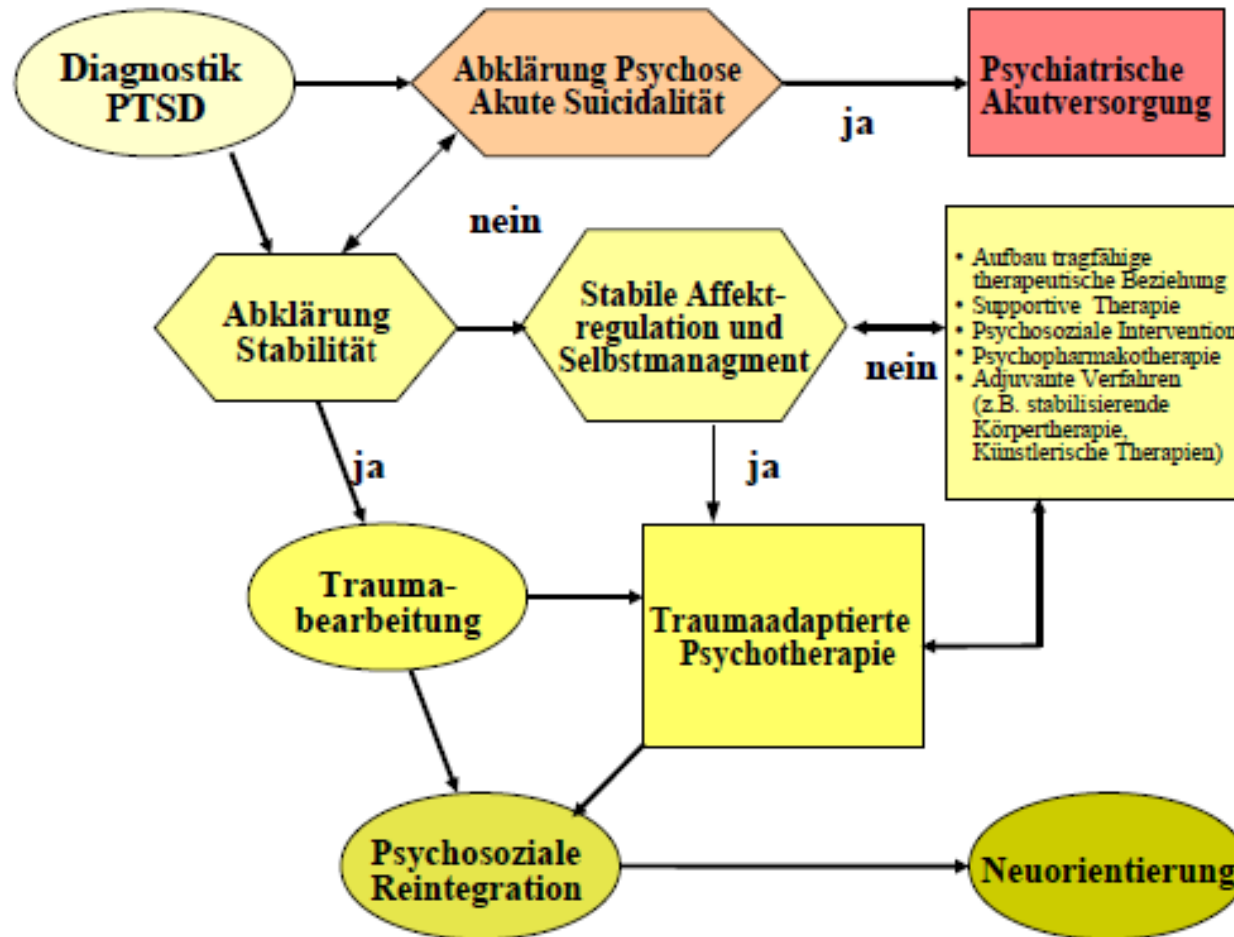 Diagnostik
PTSD
Abklärung Psychose
Akute Suicidalität
ja
Psychiatrische
Akutversorgung
nein
Abklärung
Stabilität
Stabile Affekt-
regulation und
Selbstmanagment
nein
• Aufbau tragfähige
therapeutische Beziehung
• Supportive Therapie
• Psychosoziale Intervention
• Psychopharmakotherapie
• Adjuvante Verfahren
(z.B. stabilisierende
Körpertherapie,
Künstlerische Therapien)
ja
ja
Trauma-
bearbeitung
Traumaadaptierte
Psychotherapie
Psychosoziale
Reintegration
Neuorientierung